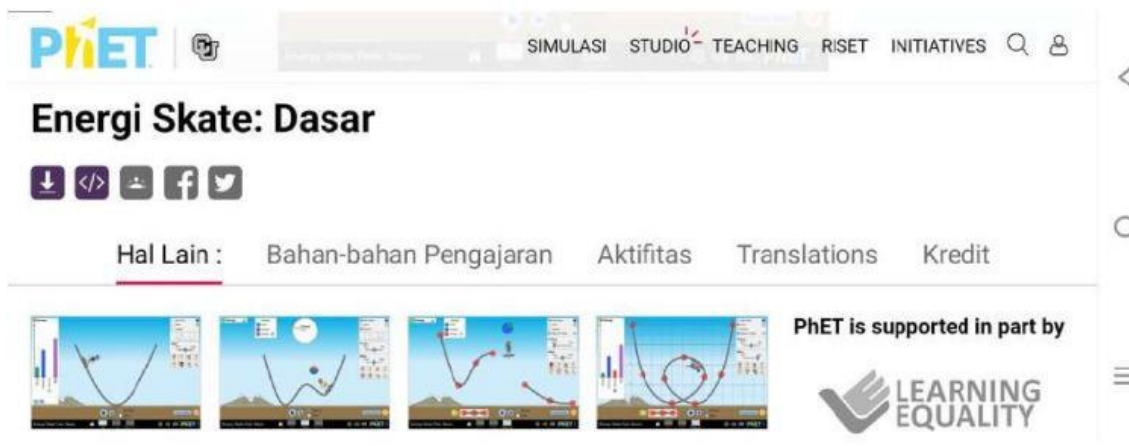 PhET
SIMULASI STUDIO TEACHING RISET INITIATIVES
Energi Skate: Dasar
Hal Lain : Bahan-bahan Pengajaran Aktifitas Translations Kredit
PhET is supported in part by
LEARNING
EQUALITY